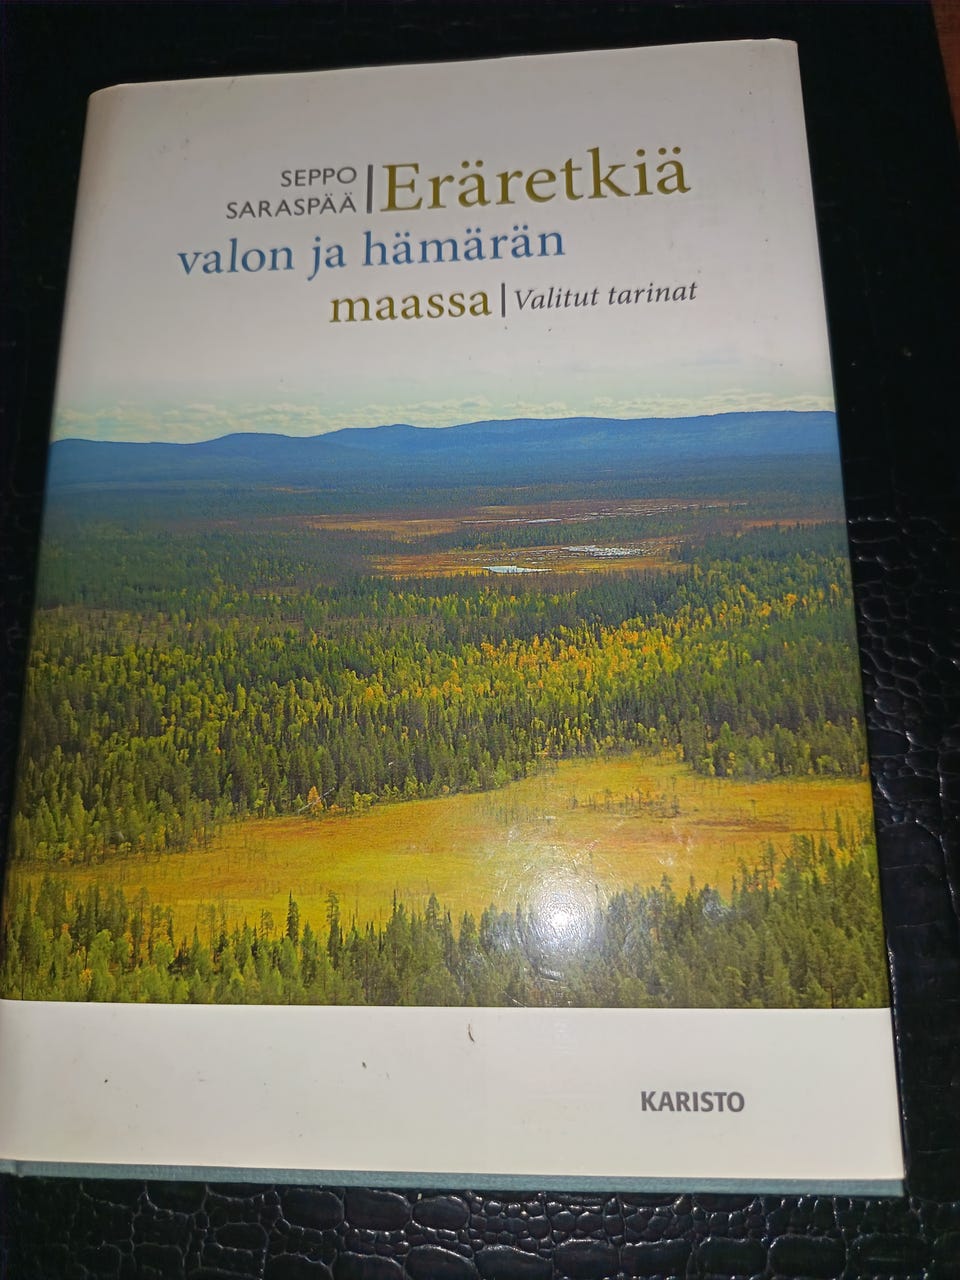 SEPPO
SARASPÄÄ
Eräretkiä
valon ja hämärän
maassa | Valitut tarinat
KARISTO